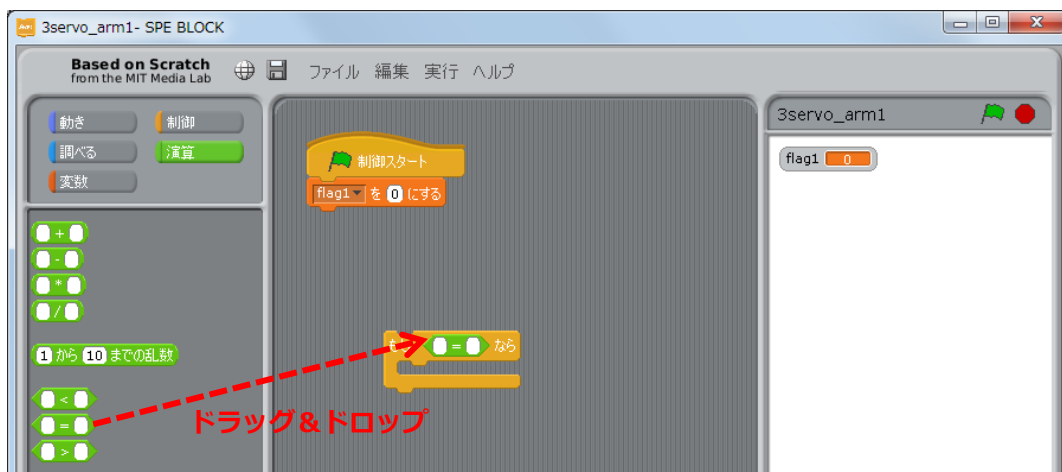 3servo_arm1- SPE BLOCK
Based on Scratch
from the MIT Media Lab
ファイル 編集 実行 ヘルプ
動き 制御
調べる 演算
変数
+
-
*
/
1 から 10 までの乱数
<
=
>
制御スタート
flag1 を 0 にする
も = なら
ドラッグ&ドロップ
3servo_arm1
flag1 0